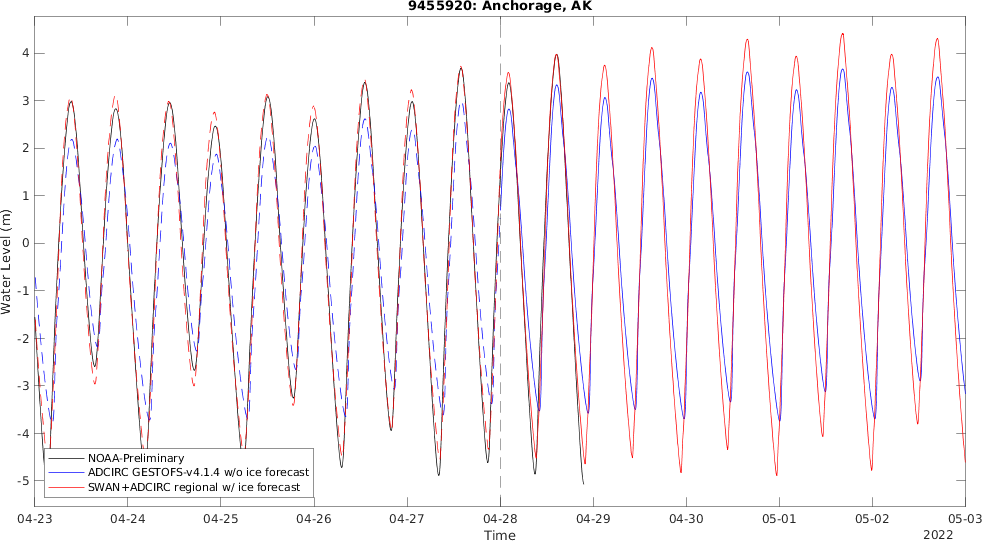 9455920: Anchorage, AK
Water Level (m)
4
3
2
1
0
-1
-2
-3
-4
-5
NOAA-Preliminary
ADCIRC GESTOFS-v4.1.4 w/o ice forecast
SWAN+ADCIRC regional w/ ice forecast
04-23 04-24 04-25 04-26 04-27 04-28 04-29 04-30 05-01 05-02 05-03
Time
2022